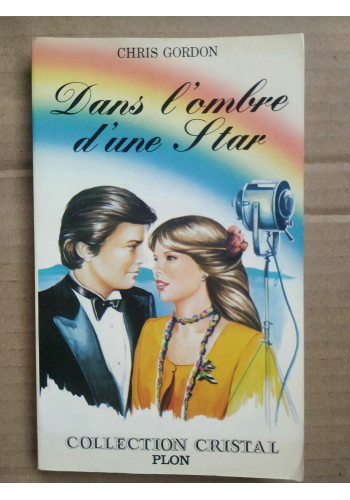 CHRIS GORDON
Dans l'ombre
d'une Star
COLLECTION CRISTAL
PLON